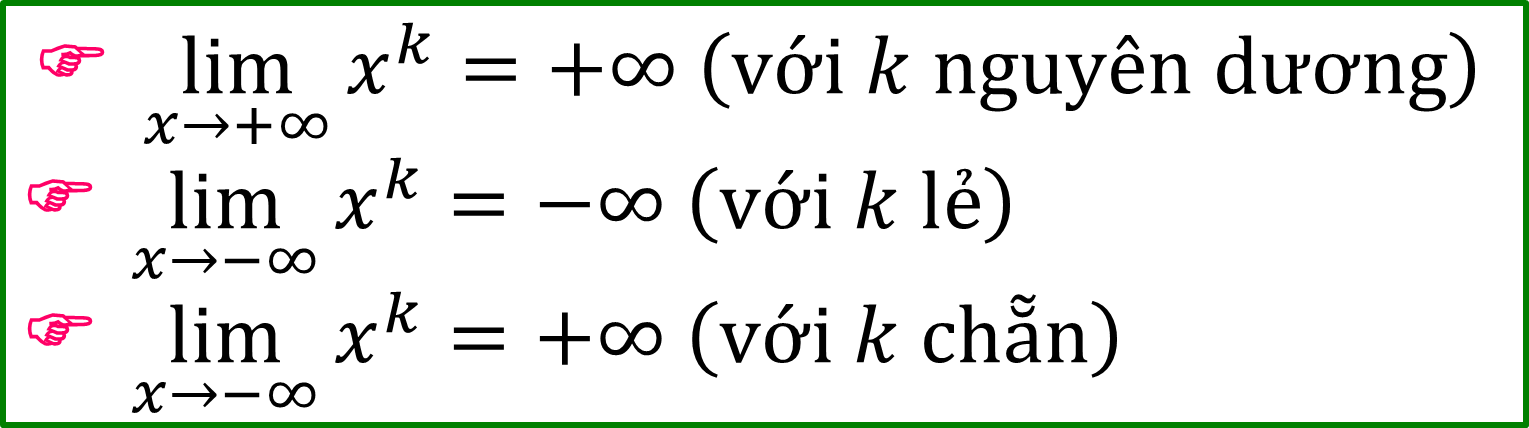 ☞ lim_{x→+∞} x^k = +∞ (với k nguyên dương)
☞ lim_{x→−∞} x^k = −∞ (với k lẻ)
☞ lim_{x→−∞} x^k = +∞ (với k chẵn)